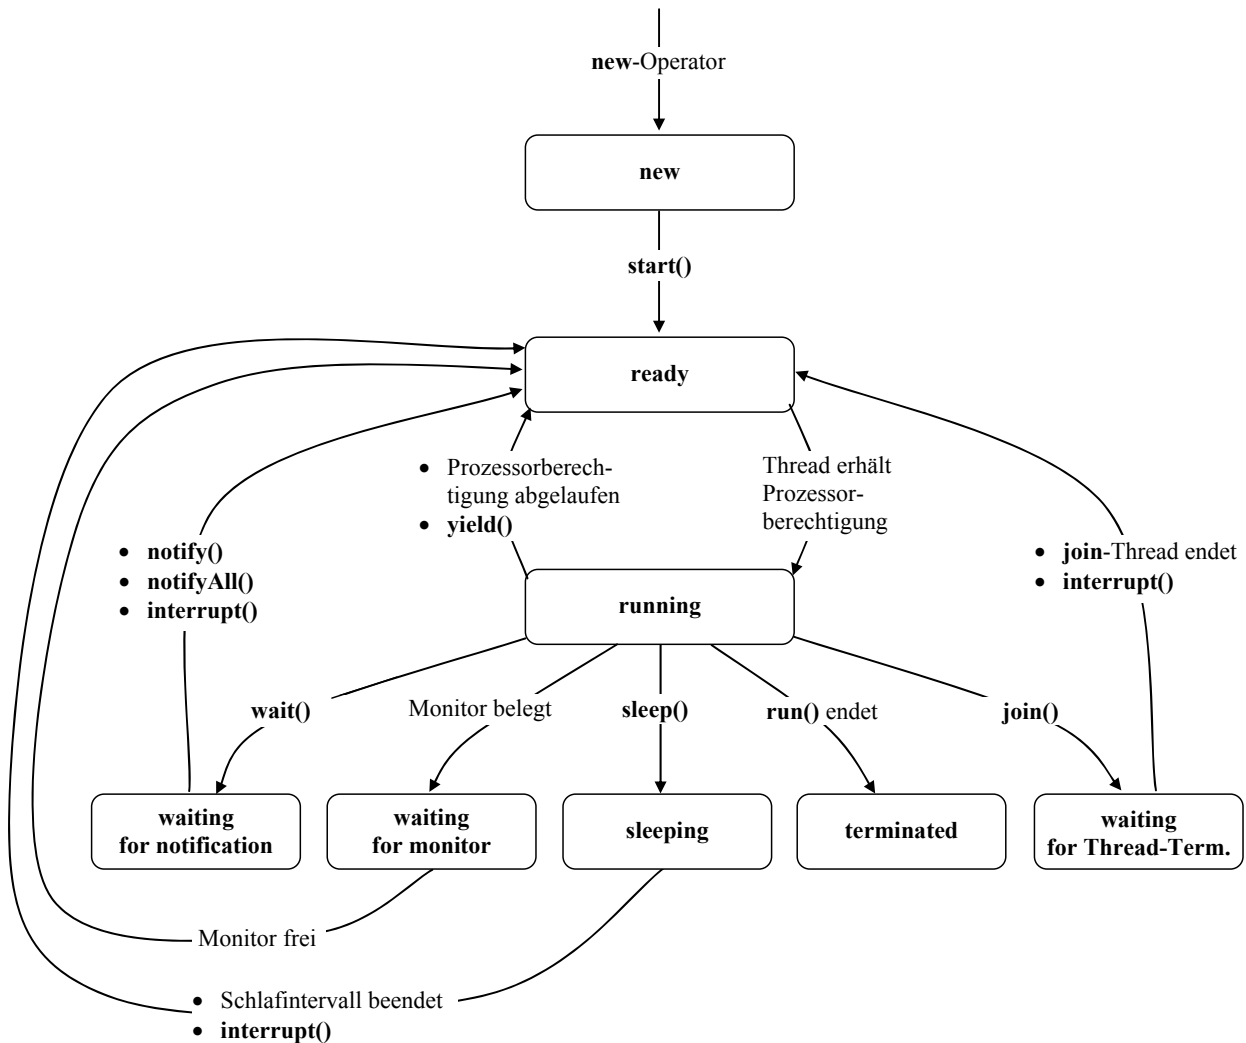 new-Operator
new
start()
ready
• Prozessorberech-
tigung abgelaufen
• yield()
Thread erhält
Prozessor-
berechtigung
• notify()
• notifyAll()
• interrupt()
• join-Thread endet
• interrupt()
running
wait()
Monitor belegt
sleep()
run() endet
join()
waiting
for notification
waiting
for monitor
sleeping
terminated
waiting
for Thread-Term.
Monitor frei
• Schlafintervall beendet
• interrupt()